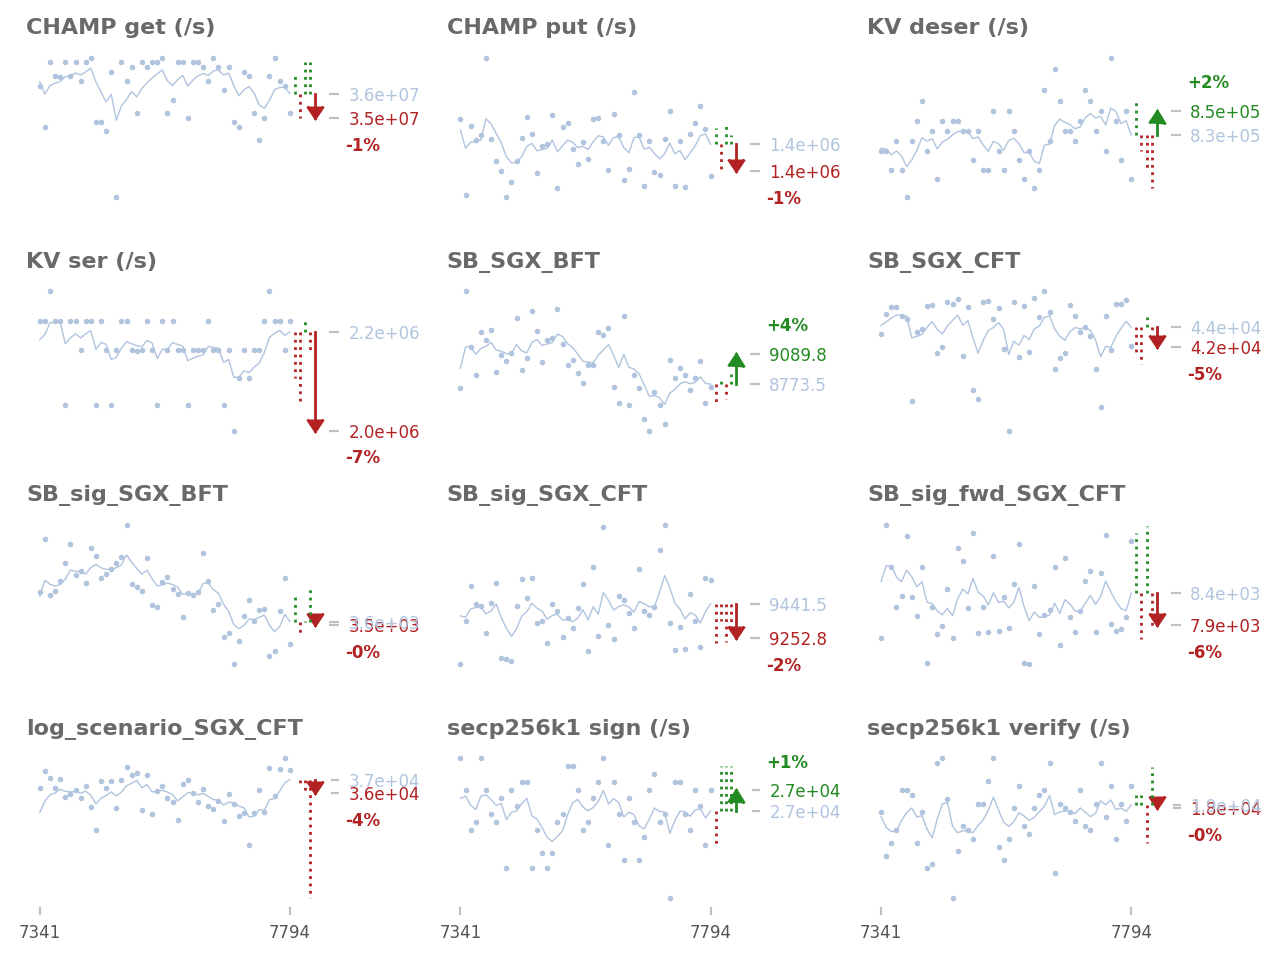 CHAMP get (/s)
3.6e+07
3.5e+07
-1%
CHAMP put (/s)
1.4e+06
1.4e+06
-1%
KV deser (/s)
+2%
8.5e+05
8.3e+05
KV ser (/s)
2.2e+06
2.0e+06
-7%
SB_SGX_BFT
+4%
9089.8
8773.5
SB_SGX_CFT
4.4e+04
4.2e+04
-5%
SB_sig_SGX_BFT
3.5e+03
-0%
SB_sig_SGX_CFT
9441.5
9252.8
-2%
SB_sig_fwd_SGX_CFT
8.4e+03
7.9e+03
-6%
log_scenario_SGX_CFT
3.7e+04
3.6e+04
-4%
secp256k1 sign (/s)
+1%
2.7e+04
2.7e+04
secp256k1 verify (/s)
1.8e+04
-0%
7341
7794
7341
7794
7341
7794